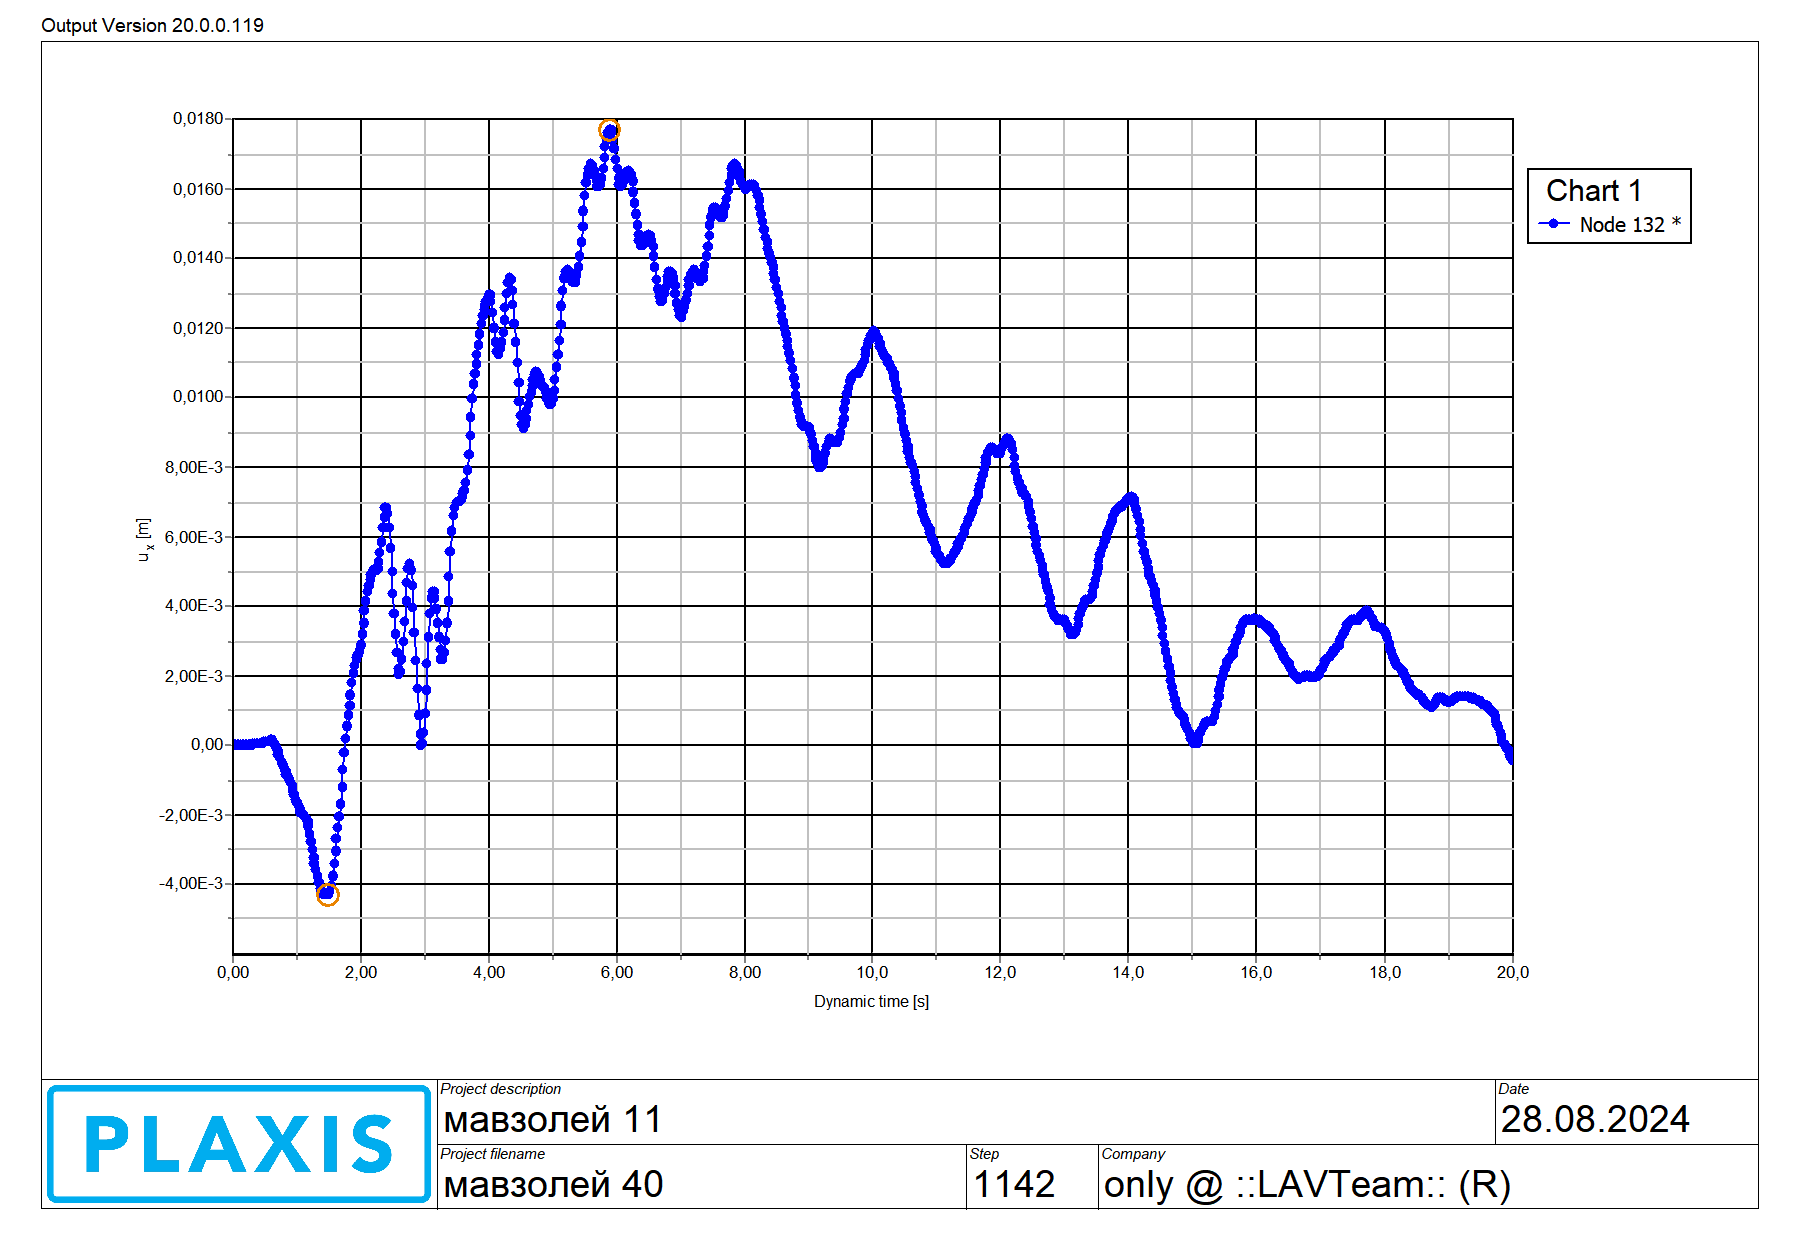 Output Version 20.0.0.119
0,0180
0,0160
0,0140
0,0120
0,0100
8,00E-3
6,00E-3
4,00E-3
2,00E-3
0,00
-2,00E-3
-4,00E-3
u x [m]
0,00 2,00 4,00 6,00 8,00 10,0 12,0 14,0 16,0 18,0 20,0
Dynamic time [s]
Chart 1
Node 132 *
PLAXIS
Project description
мавзолей 11
Date
28.08.2024
Project filename
мавзолей 40
Step
1142
Company
only @ ::LAVTeam:: (R)